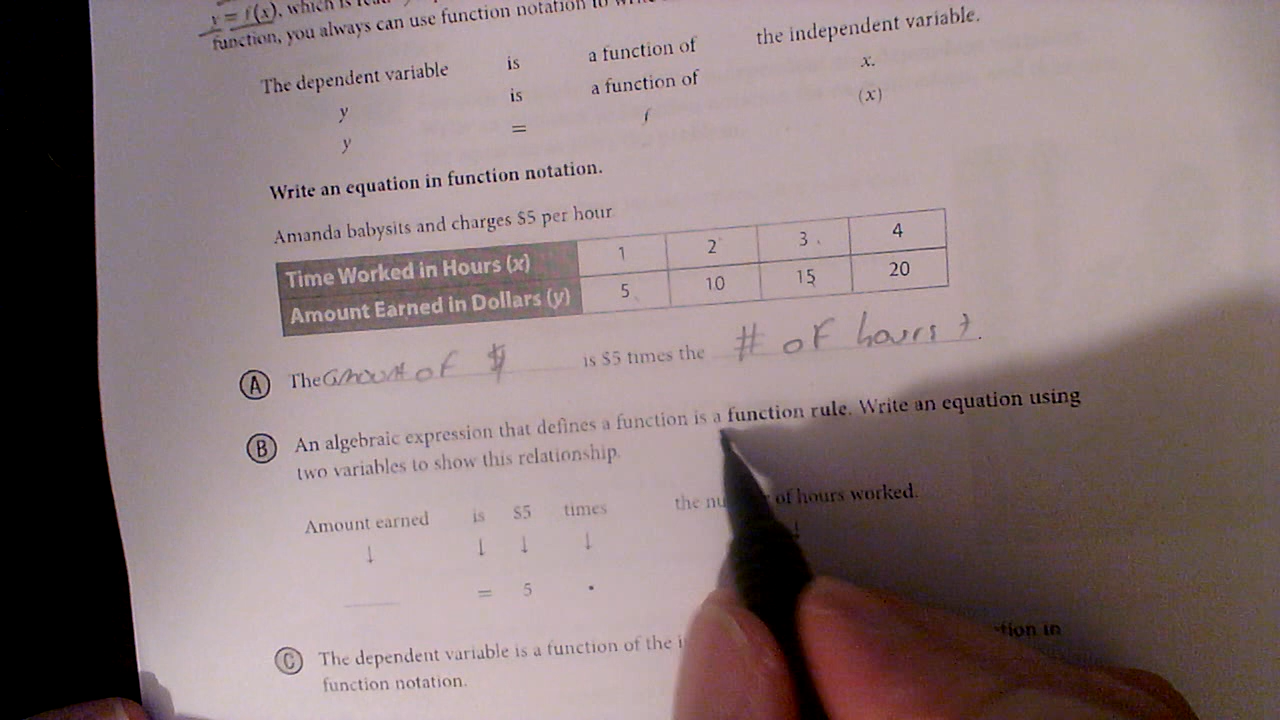 y = f(x), which is read
function, you always can use function notation to write
The dependent variable is a function of the independent variable.
y is a function of x.
y = f (x)
Write an equation in function notation.
Amanda babysits and charges $5 per hour
Time Worked in Hours (x) 1 2 3 4
Amount Earned in Dollars (y) 5 10 15 20
A The amount of $ is $5 times the # of hours
B An algebraic expression that defines a function is a function rule. Write an equation using
two variables to show this relationship.
Amount earned is $5 times the of hours worked.
↓ ↓ ↓ ↓ ↓
= 5 •
C The dependent variable is a function of the
function notation.